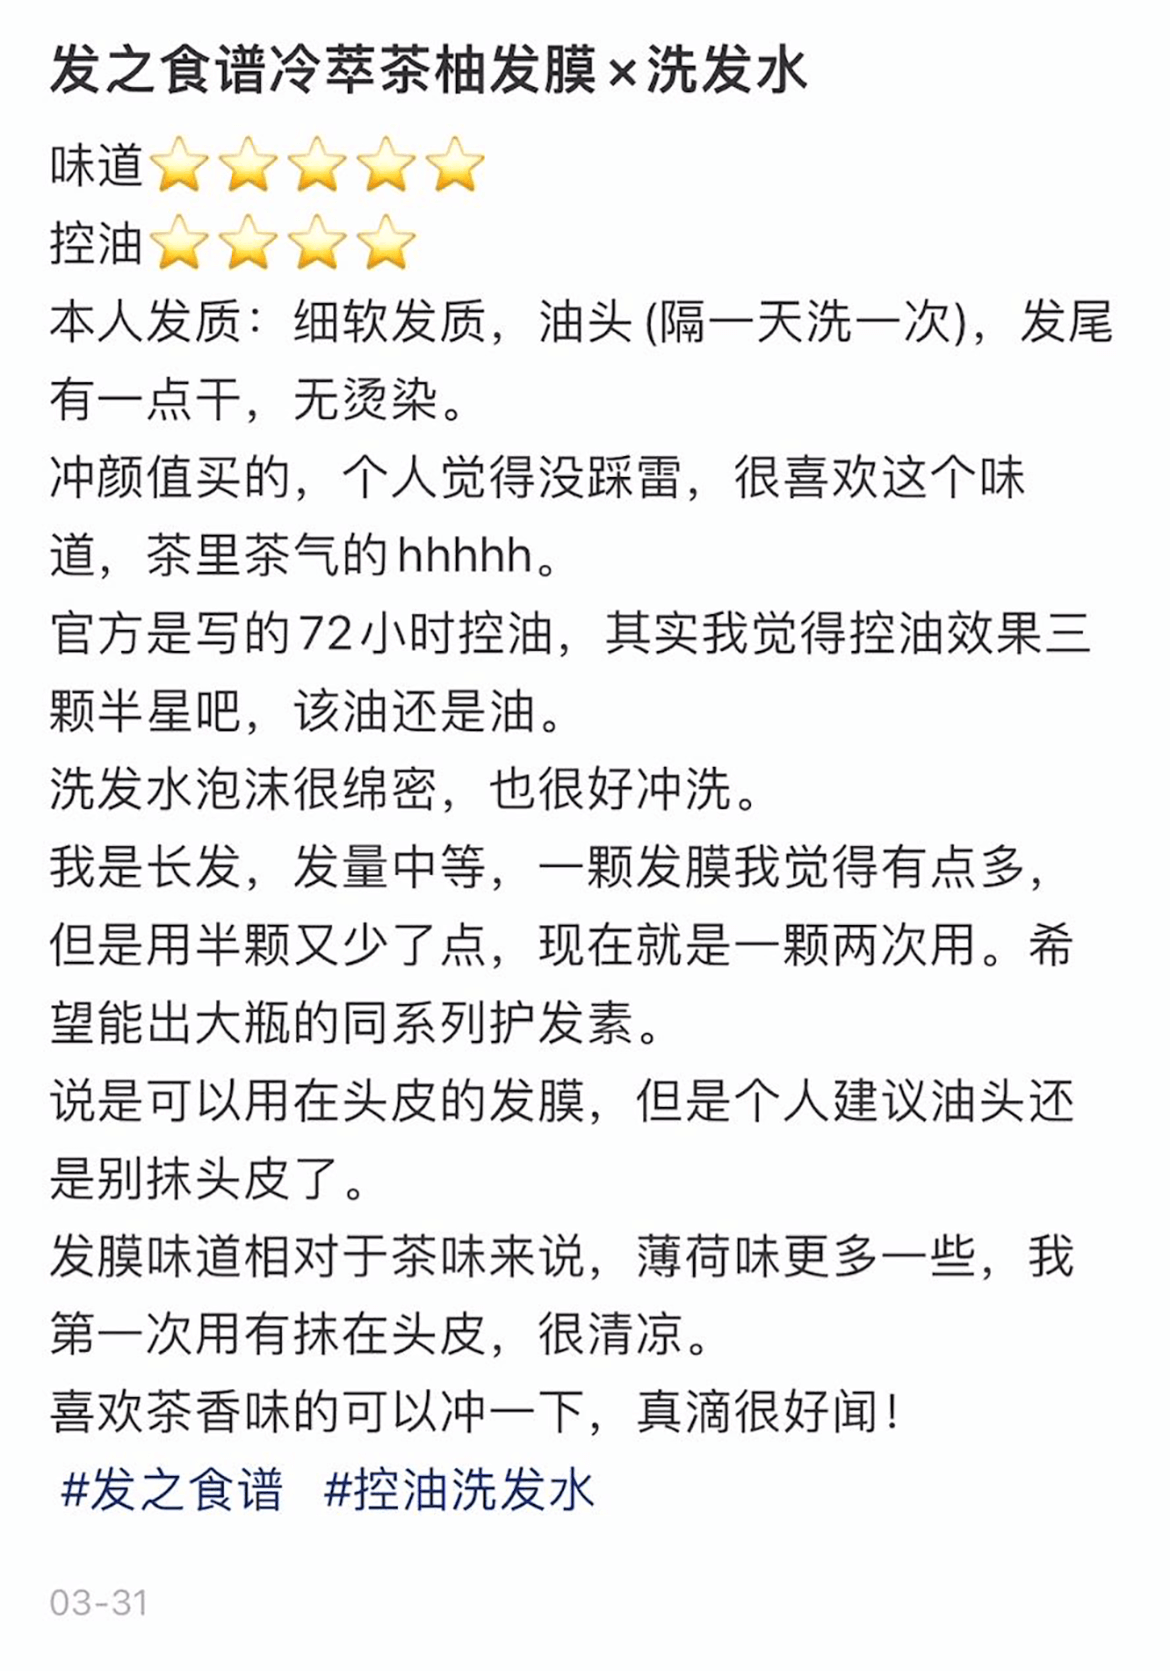 发之食谱冷萃茶柚发膜×洗发水
味道⭐⭐⭐⭐⭐
控油⭐⭐⭐⭐
本人发质：细软发质，油头(隔一天洗一次)，发尾
有一点干，无烫染。
冲颜值买的，个人觉得没踩雷，很喜欢这个味
道，茶里茶气的hhhhh。
官方是写的72小时控油，其实我觉得控油效果三
颗半星吧，该油还是油。
洗发水泡沫很绵密，也很好冲洗。
我是长发，发量中等，一颗发膜我觉得有点多，
但是用半颗又少了点，现在就是一颗两次用。希
望能出大瓶的同系列护发素。
说是可以用在头皮的发膜，但是个人建议油头还
是别抹头皮了。
发膜味道相对于茶味来说，薄荷味更多一些，我
第一次用有抹在头皮，很清凉。
喜欢茶香味的可以冲一下，真滴很好闻！
#发之食谱 #控油洗发水
03-31